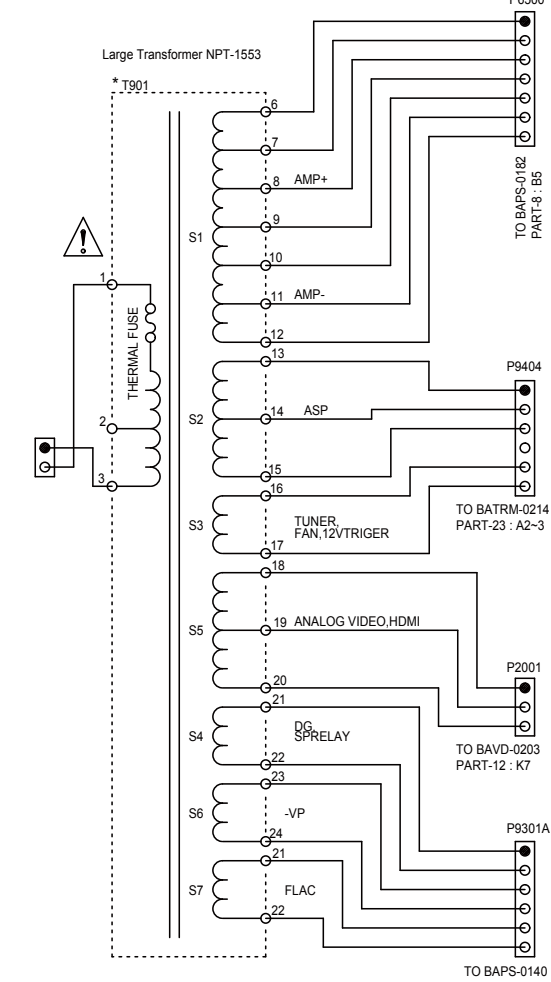 Large Transformer NPT-1553
* T901
6
7
8 AMP+
9
S1
10
11 AMP-
12
TO BAPS-0182
PART-8 : B5
!
1
THERMAL FUSE
2
3
13
P9404
S2
14 ASP
15
16
S3
TUNER,
FAN,12VTRIGER
17
TO BATRM-0214
PART-23 : A2~3
18
S5
19 ANALOG VIDEO,HDMI
20
P2001
21
S4
DG,
SPRELAY
22
TO BAVD-0203
PART-12 : K7
23
S6
-VP
24
P9301A
21
S7
FLAC
22
TO BAPS-0140